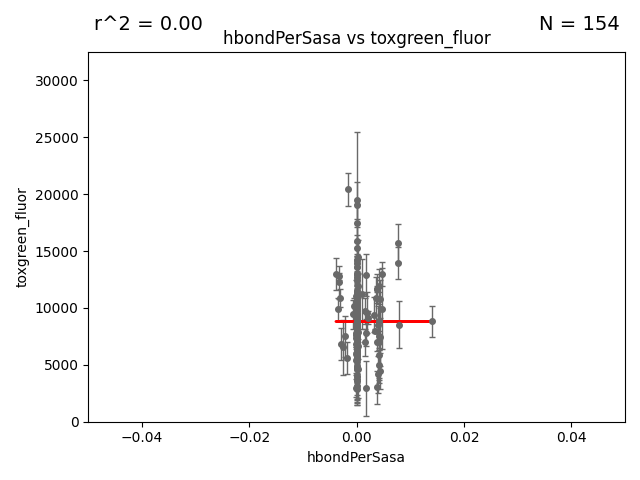 r^2 = 0.00
N = 154
hbondPerSasa vs toxgreen_fluor
30000
25000
20000
15000
10000
5000
0
toxgreen_fluor
−0.04
−0.02
0.00
0.02
0.04
hbondPerSasa